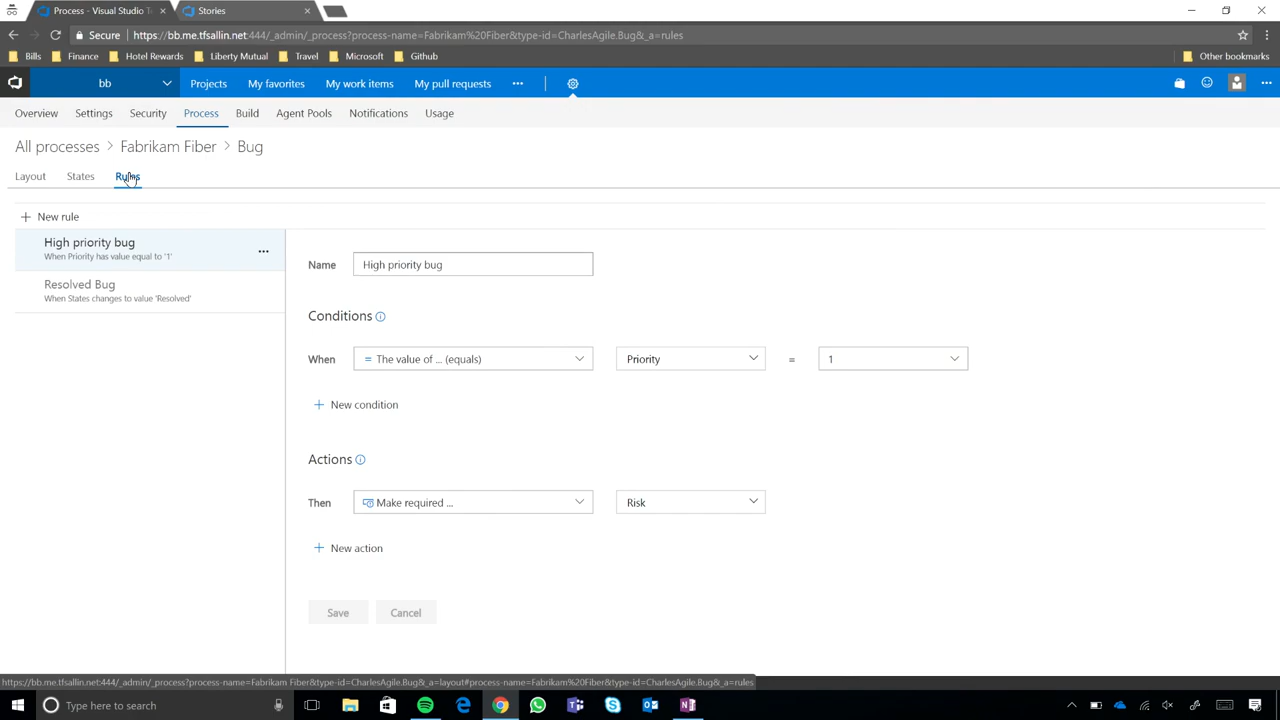 Process - Visual Studio T
Stories
Secure
https://bb.me.tfsallin.net:444/_admin/_process?process-name=Fabrikam%20Fiber&type-id=CharlesAgile.Bug&_a=rules
Bills
Finance
Hotel Rewards
Liberty Mutual
Travel
Microsoft
Github
Other bookmarks
bb
Projects
My favorites
My work items
My pull requests
Overview
Settings
Security
Process
Build
Agent Pools
Notifications
Usage
All processes > Fabrikam Fiber > Bug
Layout
States
Rules
+ New rule
High priority bug
When Priority has value equal to '1'
Resolved Bug
When States changes to value 'Resolved'
Name
High priority bug
Conditions
When
= The value of ... (equals)
Priority
=
1
+ New condition
Actions
Then
Make required ...
Risk
+ New action
Save
Cancel
https://bb.me.tfsallin.net:444/_admin/_process?process-name=Fabrikam Fiber&type-id=CharlesAgile.Bug&_a=layout#process-name=Fabrikam%20Fiber&type-id=CharlesAgile.Bug&_a=rules
Type here to search